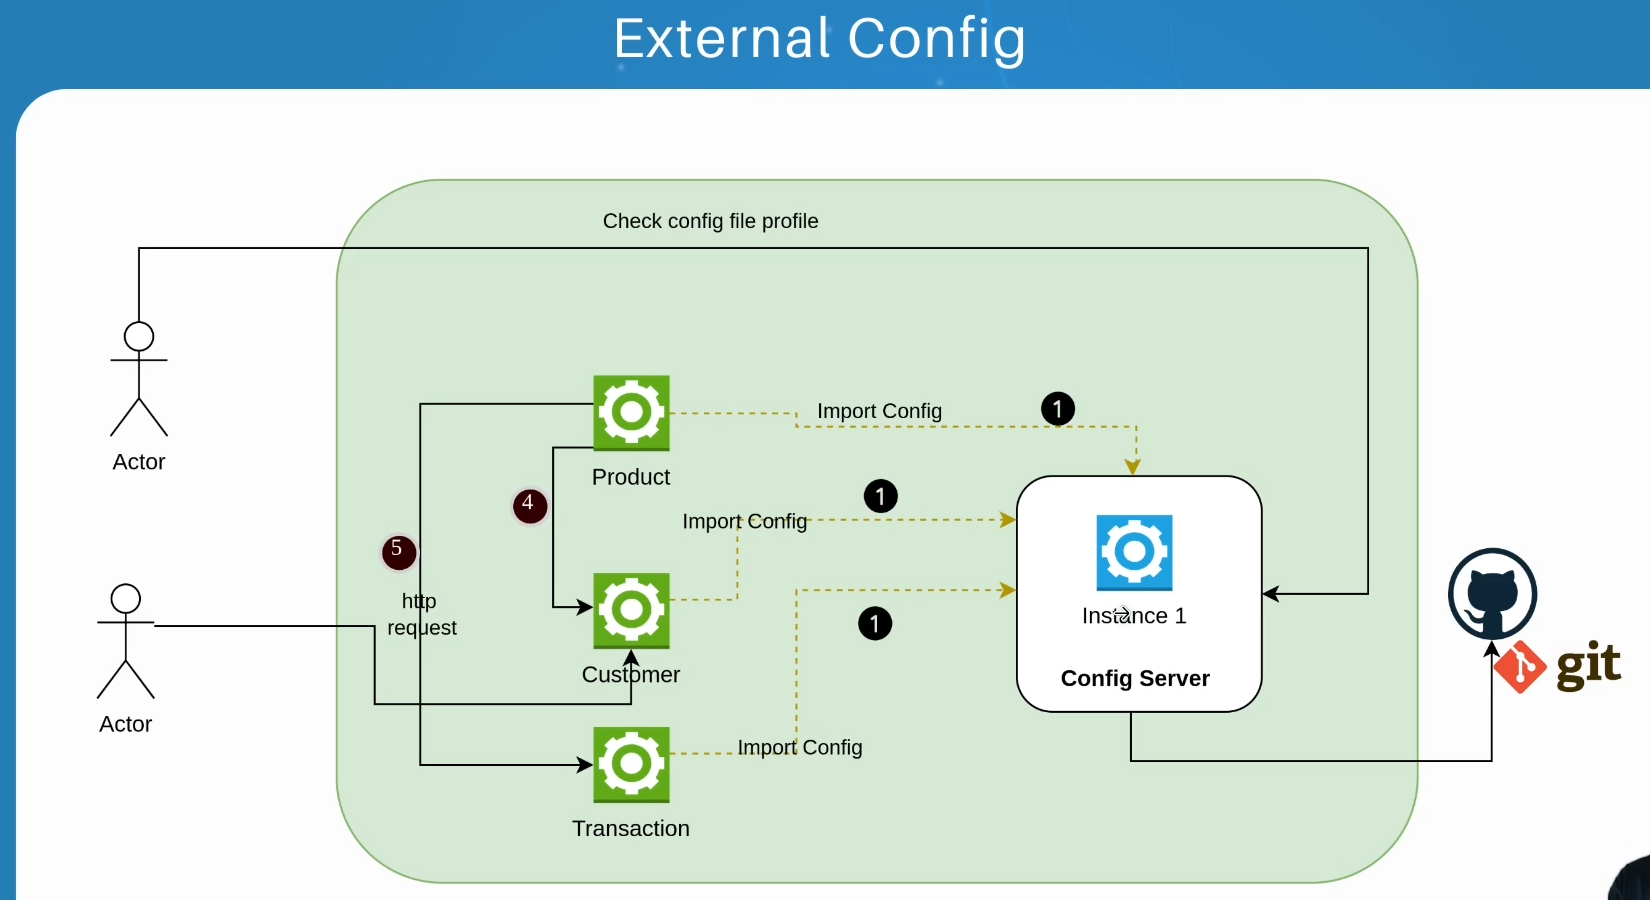 External Config
Check config file profile
Actor
Import Config
1
Product
4
1
Import Config
5
http
request
Customer
1
Instance 1
Config Server
git
Actor
Import Config
Transaction